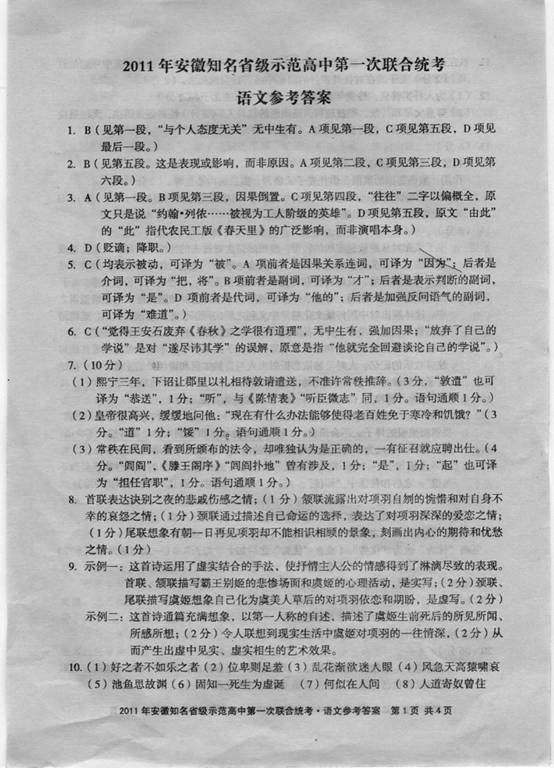 2011年安徽知名省级示范高中第一次联合统考
语文参考答案
1. B（见第一段，“与个人态度无关”无中生有。A项见第一段，C项见第五段，D项见
最后一段。）
2. B（见第五段。这是表现或影响，而非原因。A项见第二段，C项见第三段，D项见第
六段。）
3. A（见第一段。B项见第三段，因果倒置。C项见第四段，“往往”二字以偏概全，原
文只是说“约翰·列侬……被视为工人阶级的英雄”。D项见第五段，原文“由此”
的“此”指代农民工版《春天里》的广泛影响，而非演唱本身。）
4. D（贬谪；降职。）
5. C（均表示被动，可译为“被”。A 项前者是因果关系连词，可译为“因为”；后者是
介词，可译为“把，将”。B项前者是副词，可译为“才”；后者是表示判断的副词，
可译为“是”。D 项前者是代词，可译为“他的”；后者是加强反问语气的副词，
可译为“难道”。）
6. C（“觉得王安石废弃《春秋》之学很有道理”，无中生有，强加因果；“放弃了自己的
学说”是对“遂尽讳其学”的误解，原意是指“他就完全回避谈论自己的学说”。）
7.（10分）
（1）熙宁三年，下诏让郡里以礼相待敦请遣送，不准许常秩推辞。（3分，“敦遣”也可
译为“恭送”，1分；“听”，与《陈情表》“听臣微志”同，1分。语句通顺1分。）
（2）皇帝很高兴，缓缓地问他：“现在有什么办法能够使得老百姓免于寒冷和饥饿？”（3
分。“道”1分；“馁”1分。语句通顺1分。）
（3）常秩在民间，看到所颁布的法令，却唯独认为是正确的，一有征召就应聘出仕。（4
分。“闾阎”，《滕王阁序》“闾阎扑地”曾有涉及，1分；“是”，1分；“起”也可译
为“担任官职”，1分。语句通顺1分。）
8. 首联表达诀别之夜的悲戚伤感之情；（1分）颔联流露出对项羽自刎的惋惜和对自身不
幸的哀怨之情；（1分）颈联通过描述自己命运的选择，表达了对项羽深深的爱恋之情；
（1分）尾联想象有朝一日再见项羽却不能相识相顾的景象，刻画出内心的期待和忧愁
之情。（1分）
9. 示例一：这首诗运用了虚实结合的手法，使抒情主人公的情感得到了淋漓尽致的表现。
首联、颔联描写霸王别姬的悲惨场面和虞姬的心理活动，是实写；（2分）颈联、
尾联描写虞姬想象自己化为虞美人草后的对项羽依恋和期盼，是虚写。（2分）
示例二：这首诗通篇充满想象，以第一人称的自述，描述了虞姬生前死后的所见所闻、
所感所想；（2分）令人联想到现实生活中虞姬对项羽的一往情深，（2分）从
而产生出虚中见实、虚实相生的艺术效果。
10.（1）好之者不如乐之者（2）位卑则足羞（3）乱花渐欲迷人眼（4）风急天高猿啸哀
（5）池鱼思故渊（6）固知一死生为虚诞 （7）何似在人间 （8）人道寄奴曾住
2011年安徽知名省级示范高中第一次联合统考·语文参考答案 第1页 共4页